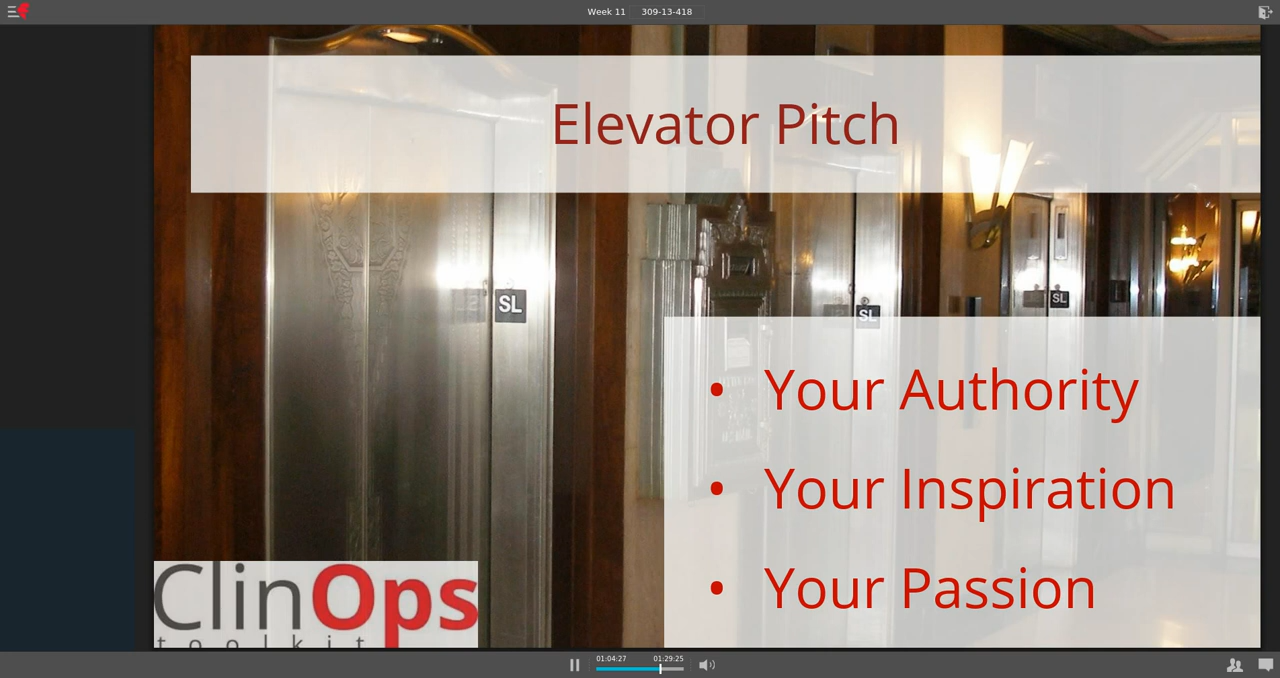 Week 11 309-13-418
Elevator Pitch
SL
SL
SL
• Your Authority
• Your Inspiration
• Your Passion
ClinOps
toolkit
01:04:27 01:29:25